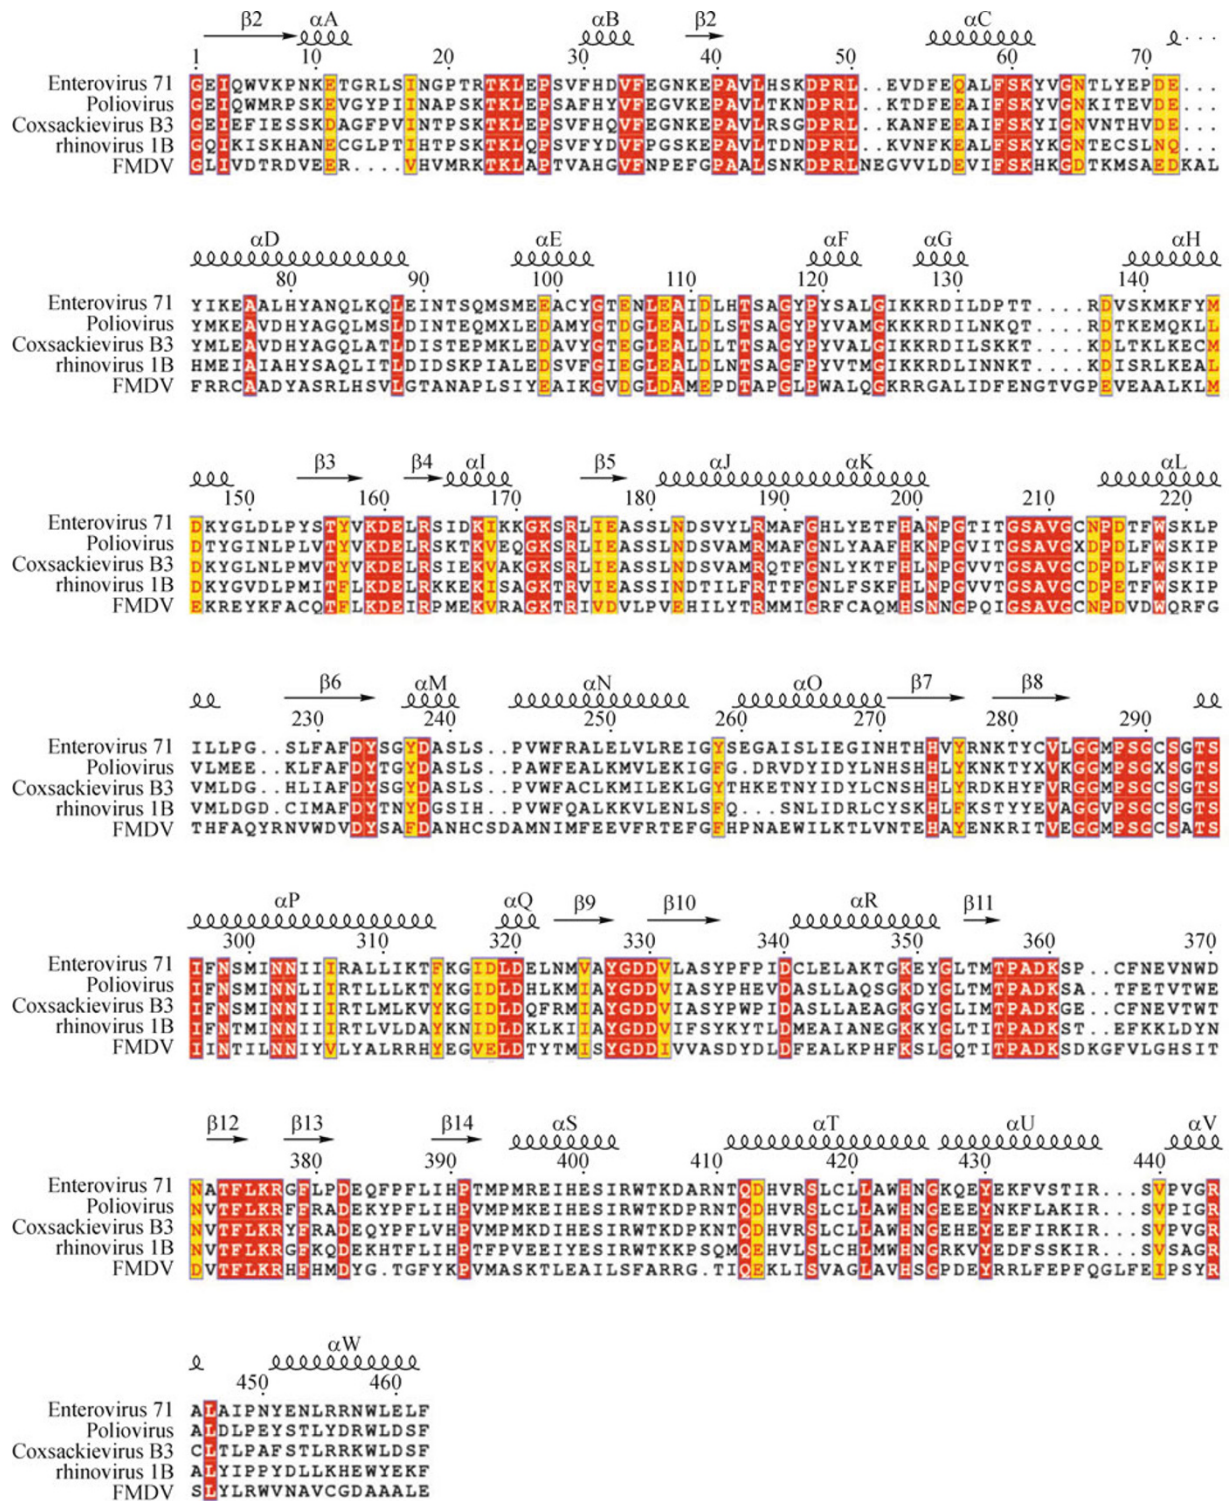 β2 αA αB β2 αC
1 10 20 30 40 50 60 70
Enterovirus 71 GEIQWVKPNKETGRLSINGPTRTKLEPSVFHDVFEGNKEPAVLHSKDPRL..EVDFEQALFSKYVGNTLYEPDE...
Poliovirus GEIQWMRPSKEVGYPIINAPSKTKLEPSAFHYVFEGVKEPAVLTKNDPRL..KTDFEEAIFSKYVGNKITEVDE...
Coxsackievirus B3 GEIEFIESSKDAGFPVINTPSKTKLEPSVFHQVFEGNKEPAVLRSGDPRL..KANFEEAIFSKYIGNVNTHVDE...
rhinovirus 1B GQIKISKHANECGLPTIHTPSKTKLQPSVFYDVFPGSKEPAVLTDNDPRL..KVNFKEALFSKYKGNTECSLNQ...
FMDV GLIVDTRDVEER....VHVMRKTKLAPTVAHGVFNPEFGPAALSNKDPRLNEGVVLDEVIFSKHKGDTKMSAEDKAL
αD αE αF αG αH
80 90 100 110 120 130 140
Enterovirus 71 YIKEAALHYANQLKQLEINTSQMSMEEACYGTENLEAIDLHTSAGYPYSALGIKKRDILDPTT....RDVSKMKFYM
Poliovirus YMKEAVDHYAGQLMSLDINTEQMXLEDAMYGTDGLEALDLSTSAGYPYVAMGKKKRDILNKQT....RDTKEMQKLL
Coxsackievirus B3 YMLEAVDHYAGQLATLDISTEPMKLEDAVYGTEGLEALDLTTSAGYPYVALGIKKRDILSKKT....KDLTKLKECM
rhinovirus 1B HMEIAIAHYSAQLITLDIDSKPIALEDSVFGIEGLEALDLNTSAGFPYVTMGIKKRDLINNKT....KDISRLKEAL
FMDV FRRCAADYASRLHSVLGTANAPLSIYEAIKGVDGLDAMEPDTAPGLPWALQGKRRGALIDFENGTVGPEVEAALKLM
β3 β4 αI β5 αJ αK αL
150 160 170 180 190 200 210 220
Enterovirus 71 DKYGLDLPYSTYVKDELRSIDKIKKGKSRLIEASSLNDSVYLRMAFGHLYETFHANPGTITGSAVGCNPDTFWSKLP
Poliovirus DTYGINLPLVTYVKDELRSKTKVEQGKSRLIEASSLNDSVAMRMAFGNLYAAFHKNPGVITGSAVGXDPDLFWSKIP
Coxsackievirus B3 DKYGLNLPMVTYVKDELRSIEKVAKGKSRLIEASSLNDSVAMRQTFGNLYKTFHLNPGVVTGSAVGCDPDLFWSKIP
rhinovirus 1B DKYGVDLPMITFLKDELRKKEKISAGKTRVIEASSINDTILFRTTFGNLFSKFHLNPGVVTGSAVGCDPETFWSKIP
FMDV EKREYKFACQTFLKDEIRPMEKVRAGKTRIVDVLPVEHILYTRMMIGRFCAQMHSNNGPQIGSAVGCNPDVDWQRFG
β6 αM αN αO β7 β8
230 240 250 260 270 280 290
Enterovirus 71 ILLPG..SLFAFDYSGYDASLS..PVWFRALELVLREIGYSEGAISLIEGINHTHHVYRNKTYCVLGGMPSGCSGTS
Poliovirus VLMEE..KLFAFDYTGYDASLS..PAWFEALKMVLEKIGFG.DRVDYIDYLNHSHHLYKNKTYXVKGGMPSGXSGTS
Coxsackievirus B3 VMLDG..HLIAFDYSGYDASLS..PVWFACLKMILEKLGYTHKETNYIDYLCNSHHLYRDKHYFVRGGMPSGCSGTS
rhinovirus 1B VMLDGD.CIMAFDYTNYDGSIH..PVWFQALKKVLENLSFQ...SNLIDRLCYSKHLFKSTYYEVAGGVPSGCSGTS
FMDV THFAQYRNVWDVDYSAFDANHCSDAMNIMFEEVFRTEFGFHPNAEWILKTLVNTEHAYENKRITVEGGMPSGCSATS
αP αQ β9 β10 αR β11
300 310 320 330 340 350 360 370
Enterovirus 71 IFNSMINNIIIRALLIKTFKGIDLDELNMVAYGDDVLASYPFPIDCLELAKTGKEYGLTMTPADKSP..CFNEVNWD
Poliovirus IFNSMINNLIIRTLLLKTYKGIDLDHLKMIAYGDDVIASYPHEVDASLLAQSGKDYGLTMTPADKSA..TFETVTWE
Coxsackievirus B3 IFNSMINNIIIRTLMLKVYKGIDLDQFRMIAYGDDVIASYPWPIDASLLAEAGKGYGLIMTPADKGE..CFNEVTWT
rhinovirus 1B IFNTMINNIIIRTLVLDAYKNIDLDKLKIIAYGDDVIFSYKYTLDMEAIANEGKKYGLTITPADKST..EFKKLDYN
FMDV IINTILNNIYVLYALRRHYEGVELDTYTMISYGDDIVVASDYDLDFEALKPHFKSLGQTITPADKSDKGFVLGHSIT
β12 β13 β14 αS αT αU αV
380 390 400 410 420 430 440
Enterovirus 71 NATFLKRGFLPDEQFPFLIHPTMPMREIHESIRWTKDARNTQDHVRSLCLLAWHNGKQEYEKFVSTIR...SVPVGR
Poliovirus NVTFLKRFFRADEKYPFLIHPVMPMKEIHESIRWTKDPRNTQDHVRSLCLLAWHNGEEEYNKFLAKIR...SVPIGR
Coxsackievirus B3 NVTFLKRYFRADEQYPFLVHPVMPMKDIHESIRWTKDPKNTQDHVRSLCLLAWHNGEHEYEEFIRKIR...SVPVGR
rhinovirus 1B NVTFLKRGFKQDEKHTFLIHPTFPVEEIYESIRWTKKPSQMQEHVLSLCHLMWHNGRKVYEDFSSKIR...SVSAGR
FMDV DVTFLKRHFHMDYG.TGFYKPVMASKTLEAILSFARRG.TIQEKLISVAGLAVHSGPDEYRRLFEPFQGLFEIPSYR
αW
450 460
Enterovirus 71 ALAIPNYENLRRNWLELF
Poliovirus ALDLPEYSTLYDRWLDSF
Coxsackievirus B3 CLTLPAFSTLRRKWLDSF
rhinovirus 1B ALYIPPYDLLKHEWYEKF
FMDV SLYLRWVNAVCGDAAALE